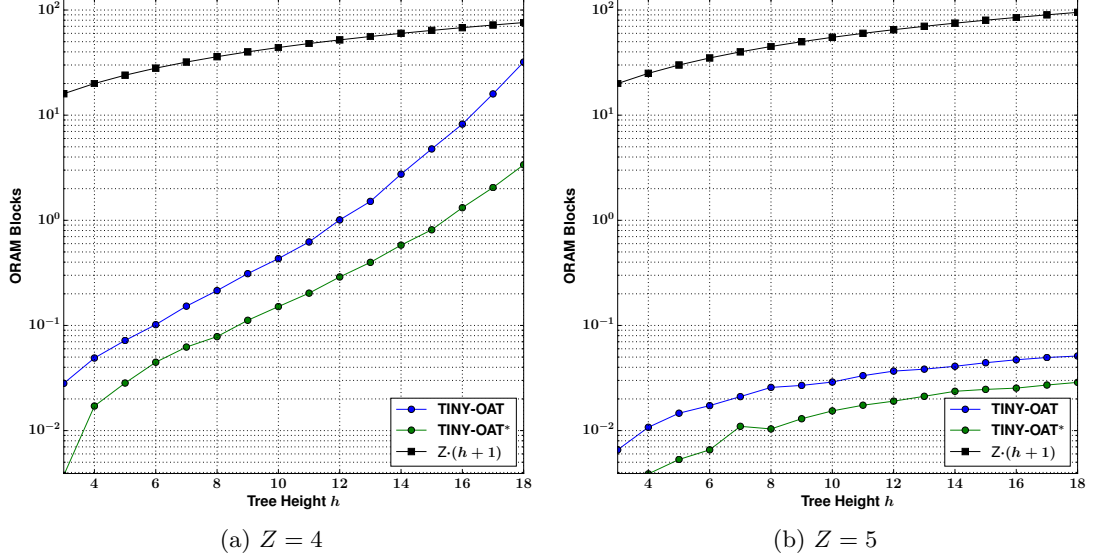 10²
10¹
10⁰
10⁻¹
10⁻²
ORAM Blocks
4 6 8 10 12 14 16 18
Tree Height h
TINY-OAT
TINY-OAT*
Z·(h + 1)
(a) Z = 4
10²
10¹
10⁰
10⁻¹
10⁻²
ORAM Blocks
4 6 8 10 12 14 16 18
Tree Height h
TINY-OAT
TINY-OAT*
Z·(h + 1)
(b) Z = 5